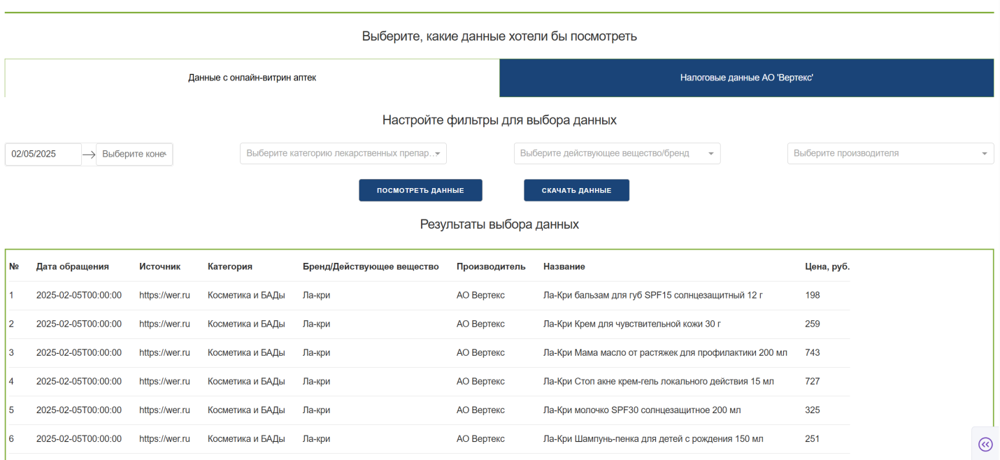 Выберите, какие данные хотели бы посмотреть
Данные с онлайн-витрин аптек Налоговые данные АО 'Вертекс'
Настройте фильтры для выбора данных
02/05/2025 → Выберите коне Выберите категорию лекарственных препар... Выберите действующее вещество/бренд Выберите производителя
ПОСМОТРЕТЬ ДАННЫЕ СКАЧАТЬ ДАННЫЕ
Результаты выбора данных
№ Дата обращения Источник Категория Бренд/Действующее вещество Производитель Название Цена, руб.
1 2025-02-05T00:00:00 https://wer.ru Косметика и БАДы Ла-кри АО Вертекс Ла-Кри бальзам для губ SPF15 солнцезащитный 12 г 198
2 2025-02-05T00:00:00 https://wer.ru Косметика и БАДы Ла-кри АО Вертекс Ла-Кри Крем для чувствительной кожи 30 г 259
3 2025-02-05T00:00:00 https://wer.ru Косметика и БАДы Ла-кри АО Вертекс Ла-Кри Мама масло от растяжек для профилактики 200 мл 743
4 2025-02-05T00:00:00 https://wer.ru Косметика и БАДы Ла-кри АО Вертекс Ла-Кри Стоп акне крем-гель локального действия 15 мл 727
5 2025-02-05T00:00:00 https://wer.ru Косметика и БАДы Ла-кри АО Вертекс Ла-Кри молочко SPF30 солнцезащитное 200 мл 325
6 2025-02-05T00:00:00 https://wer.ru Косметика и БАДы Ла-кри АО Вертекс Ла-Кри Шампунь-пенка для детей с рождения 150 мл 251